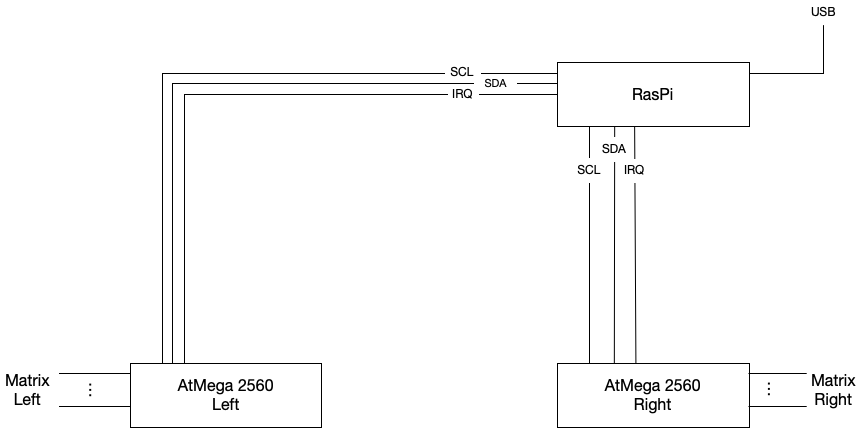 USB
SCL
SDA
IRQ
RasPi
SDA
SCL
IRQ
Matrix
Left
⋮
AtMega 2560
Left
AtMega 2560
Right
⋮
Matrix
Right